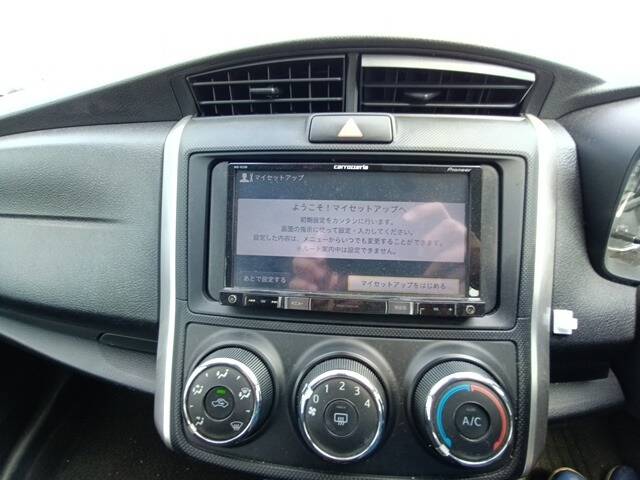 carrozzeria
Pioneer
マイセットアップ
ようこそ！マイセットアップへ
初期設定をカンタンに行います。
画面の指示に従って設定・入力してください。
設定した内容は、メニューからいつでも変更することができます。
※ルート案内中は設定できません。
あとで設定する
マイセットアップをはじめる
0 1 2 3 4
A/C